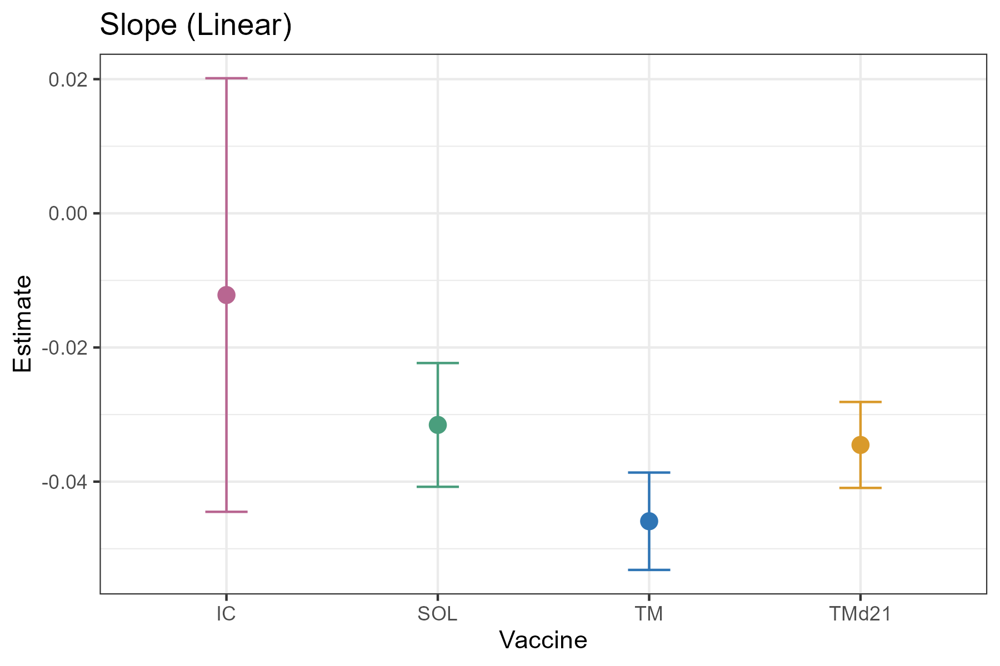 Slope (Linear)
0.02
0.00
-0.02
-0.04
Estimate
IC
SOL
TM
TMd21
Vaccine